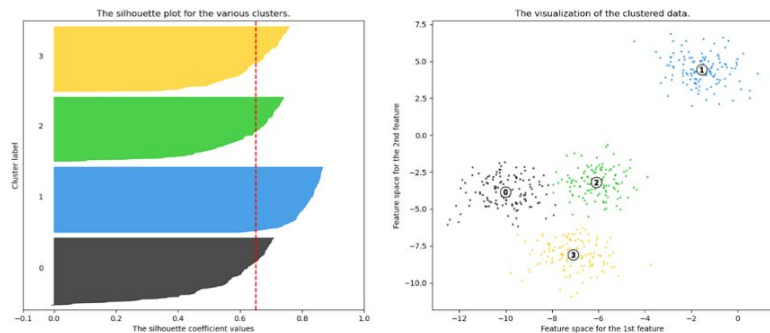 The silhouette plot for the various clusters.
3
2
1
0
Cluster label
-0.1 0.0 0.2 0.4 0.6 0.8 1.0
The silhouette coefficient values
The visualization of the clustered data.
7.5
5.0
2.5
0.0
−2.5
−5.0
−7.5
−10.0
Feature space for the 2nd feature
1
2
0
3
−12 −10 −8 −6 −4 −2 0
Feature space for the 1st feature